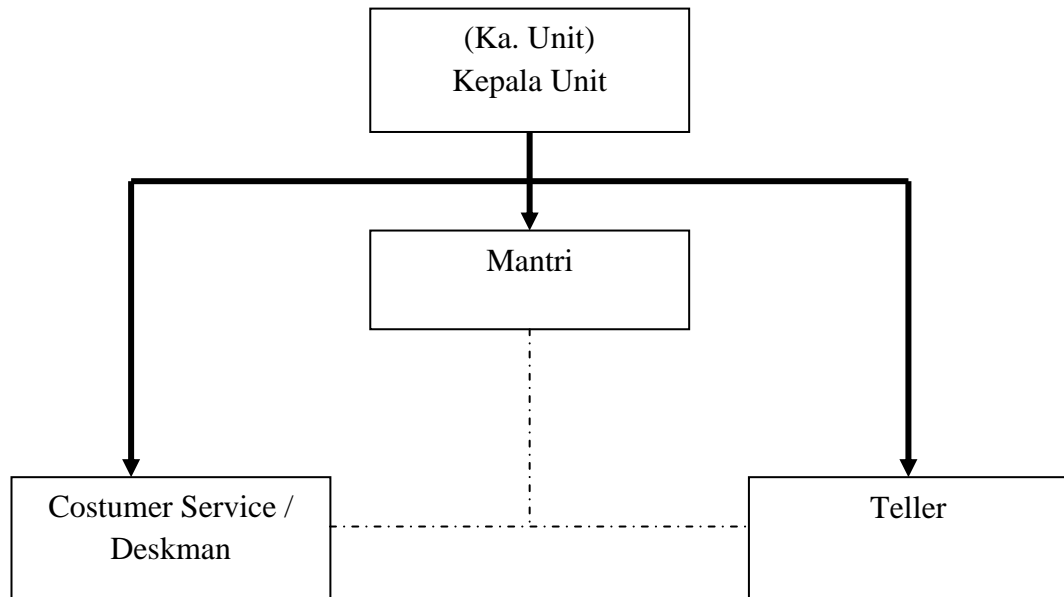 (Ka. Unit)
Kepala Unit
Mantri
Costumer Service /
Deskman
Teller